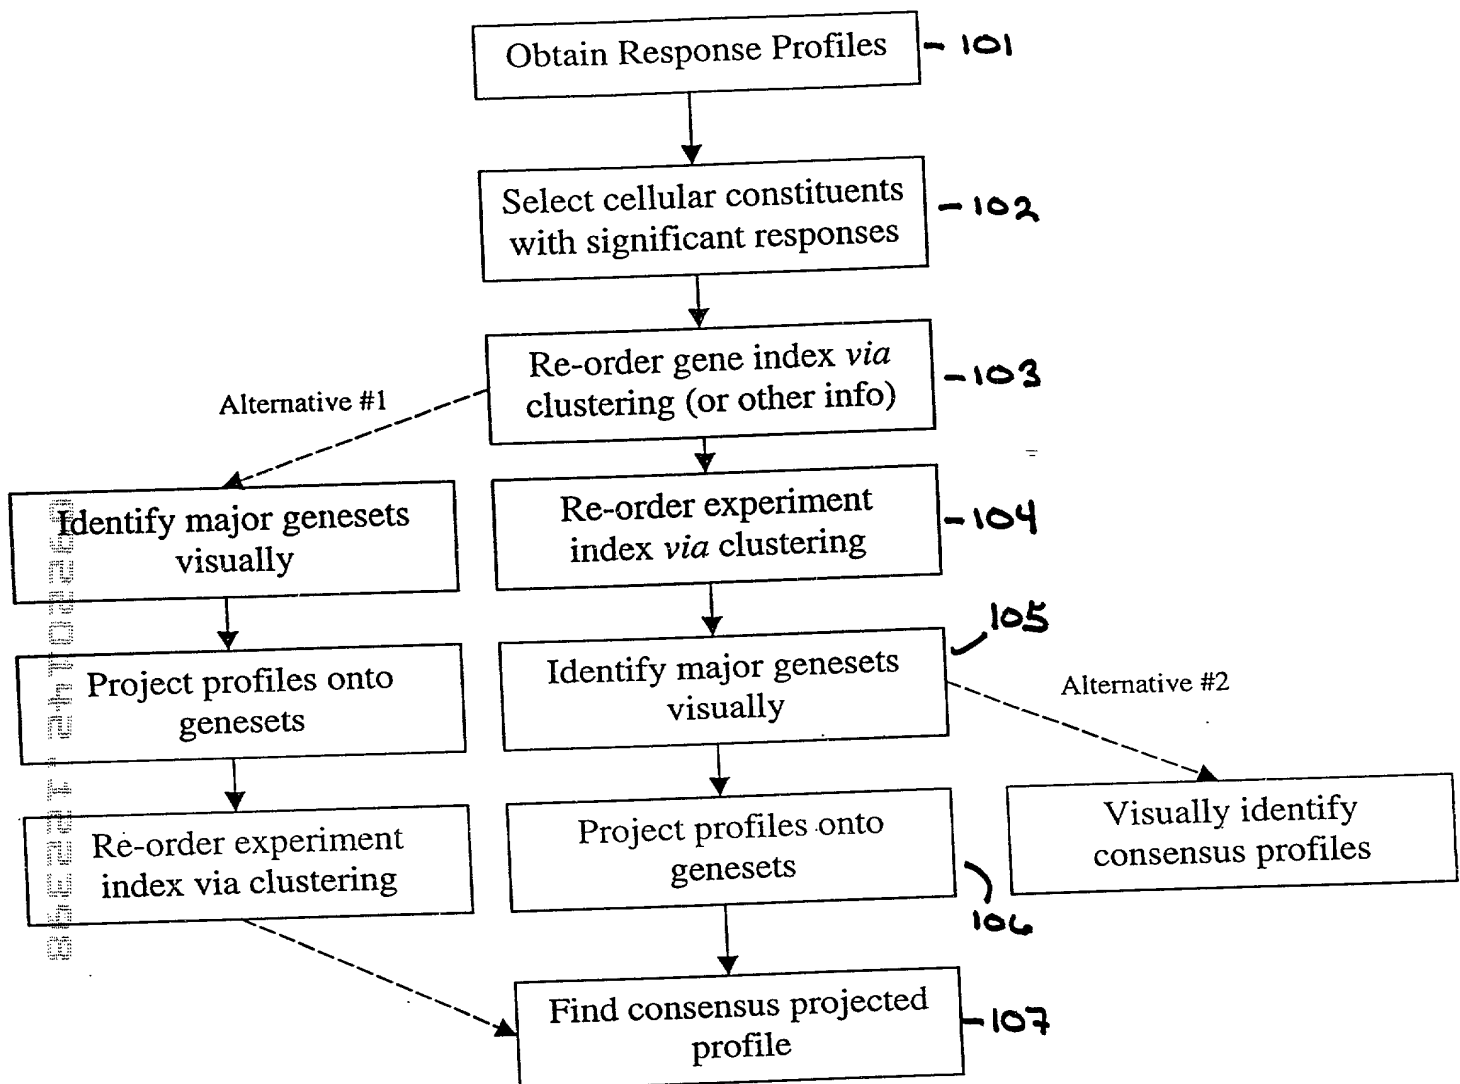 Obtain Response Profiles
- 101
Select cellular constituents
with significant responses
- 102
Re-order gene index via
clustering (or other info)
- 103
Alternative #1
Identify major genesets
visually
Re-order experiment
index via clustering
- 104
Project profiles onto
genesets
Identify major genesets
visually
105
Alternative #2
Re-order experiment
index via clustering
Project profiles onto
genesets
106
Visually identify
consensus profiles
Find consensus projected
profile
- 107